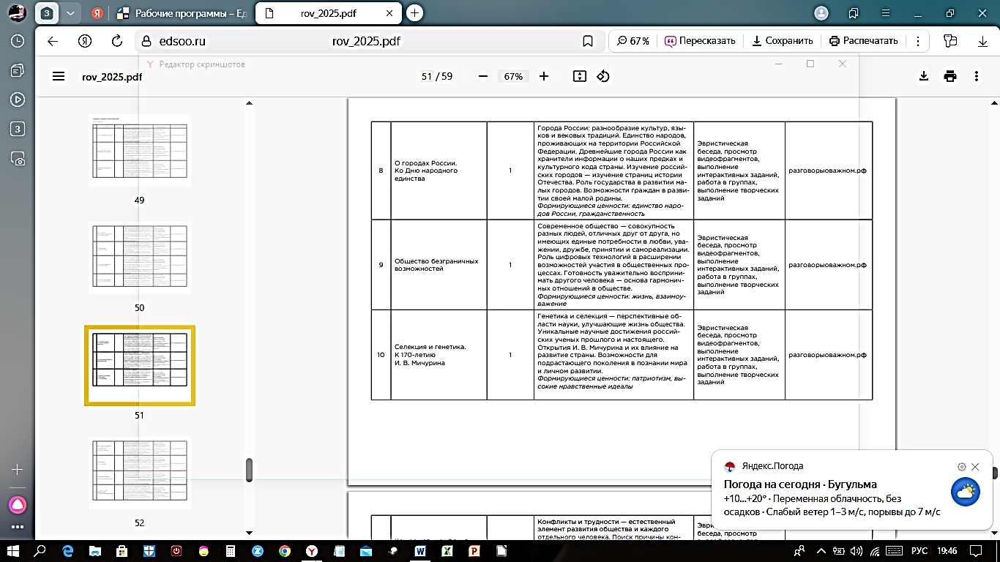 3
Рабочие программы – Ед
rov_2025.pdf
edsoo.ru
rov_2025.pdf
67 %
Пересказать
Сохранить
Распечатать
Редактор скриншотов
rov_2025.pdf
51 / 59
67%
3
49
50
51
52
8
О городах России.
Ко Дню народного
единства
1
Города России: разнообразие культур, язы-
ков и вековых традиций. Единство народов,
проживающих на территории Российской
Федерации. Древнейшие города России как
хранители информации о наших предках и
культурного кода страны. Изучение россий-
ских городов — изучение страниц истории
Отечества. Роль государства в развитии ма-
лых городов. Возможности граждан в разви-
тии своей малой родины.
Формирующиеся ценности: единство наро-
дов России, гражданственность
Эвристическая
беседа, просмотр
видеофрагментов,
выполнение
интерактивных заданий,
работа в группах,
выполнение творческих
заданий
разговорыоважном.рф
9
Общество безграничных
возможностей
1
Современное общество — совокупность
разных людей, отличных друг от друга, но
имеющих единые потребности в любви, ува-
жении, дружбе, принятии и самореализации.
Роль цифровых технологий в расширении
возможностей участия в общественных про-
цессах. Готовность уважительно восприни-
мать другого человека — основа гармонич-
ных отношений в обществе.
Формирующиеся ценности: жизнь, взаимоу-
важение
Эвристическая
беседа, просмотр
видеофрагментов,
выполнение
интерактивных заданий,
работа в группах,
выполнение творческих
заданий
разговорыоважном.рф
10
Селекция и генетика.
К 170-летию
И. В. Мичурина
1
Генетика и селекция — перспективные об-
ласти науки, улучшающие жизнь общества.
Уникальные научные достижения россий-
ских ученых прошлого и настоящего.
Открытия И. В. Мичурина и их влияние на
развитие страны. Возможности для
подрастающего поколения в познании мира
и личном развитии.
Формирующиеся ценности: патриотизм, вы-
сокие нравственные идеалы
Эвристическая
беседа, просмотр
видеофрагментов,
выполнение
интерактивных заданий,
работа в группах,
выполнение творческих
заданий
разговорыоважном.рф
Конфликты и трудности — естественный
элемент развития общества и каждого
отдельного человека. Поиск причины кон-
беседа, просмотр
Яндекс.Погода
Погода на сегодня · Бугульма
+10...+20° · Переменная облачность, без
осадков · Слабый ветер 1–3 м/с, порывы до 7 м/с
РУС
19:46